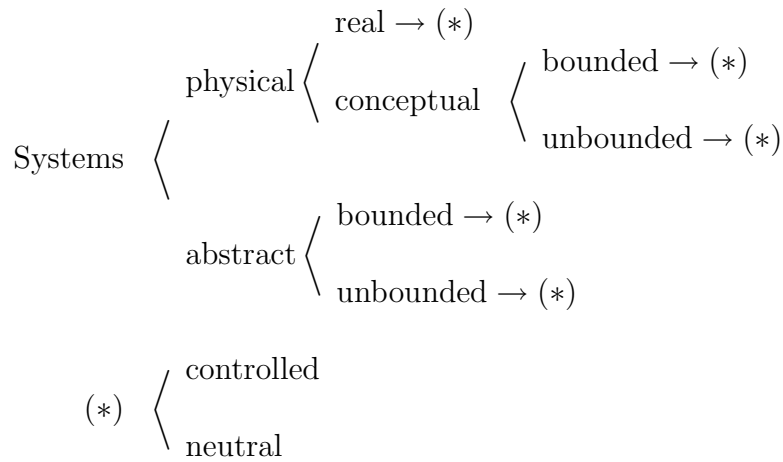 real → (∗)
physical
bounded → (∗)
conceptual
unbounded → (∗)
Systems
bounded → (∗)
abstract
unbounded → (∗)
controlled
(∗)
neutral